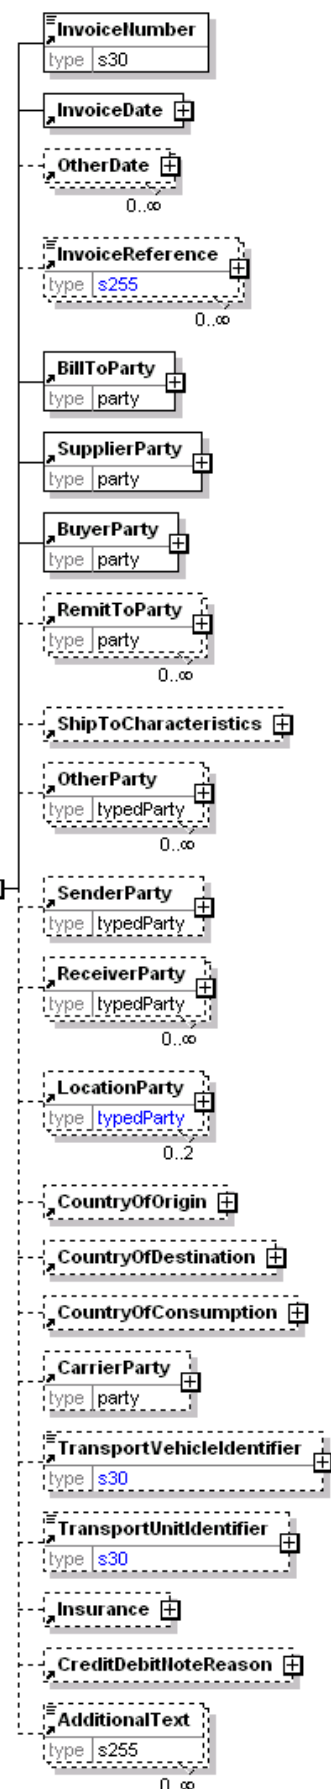 InvoiceNumber
type s30
InvoiceDate
OtherDate
0..∞
InvoiceReference
type s255
0..∞
BillToParty
type party
SupplierParty
type party
BuyerParty
type party
RemitToParty
type party
0..∞
ShipToCharacteristics
OtherParty
type typedParty
0..∞
SenderParty
type typedParty
ReceiverParty
type typedParty
0..∞
LocationParty
type typedParty
0..2
CountryOfOrigin
CountryOfDestination
CountryOfConsumption
CarrierParty
type party
TransportVehicleIdentifier
type s30
TransportUnitIdentifier
type s30
Insurance
CreditDebitNoteReason
AdditionalText
type s255
0..∞